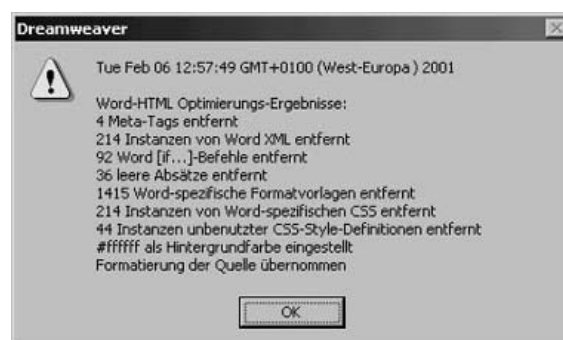 Dreamweaver
Tue Feb 06 12:57:49 GMT+0100 (West-Europa ) 2001
Word-HTML Optimierungs-Ergebnisse:
4 Meta-Tags entfernt
214 Instanzen von Word XML entfernt
92 Word [if...]-Befehle entfernt
36 leere Absätze entfernt
1415 Word-spezifische Formatvorlagen entfernt
214 Instanzen von Word-spezifischen CSS entfernt
44 Instanzen unbenutzter CSS-Style-Definitionen entfernt
#ffffff als Hintergrundfarbe eingestellt
Formatierung der Quelle übernommen
OK